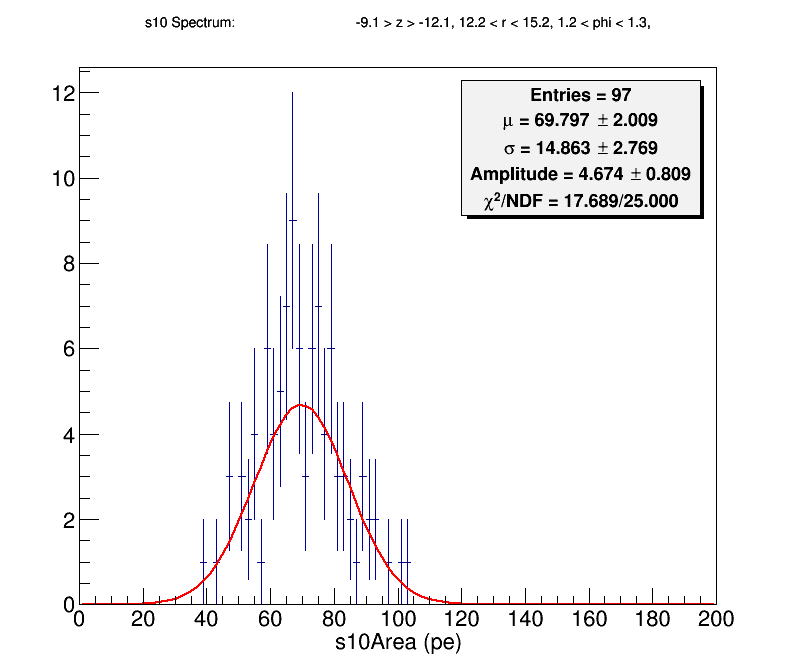 s10 Spectrum: -9.1 > z > -12.1, 12.2 < r < 15.2, 1.2 < phi < 1.3,
Entries = 97
μ = 69.797 ± 2.009
σ = 14.863 ± 2.769
Amplitude = 4.674 ± 0.809
χ²/NDF = 17.689/25.000
12
10
8
6
4
2
0
0 20 40 60 80 100 120 140 160 180 200
s10Area (pe)